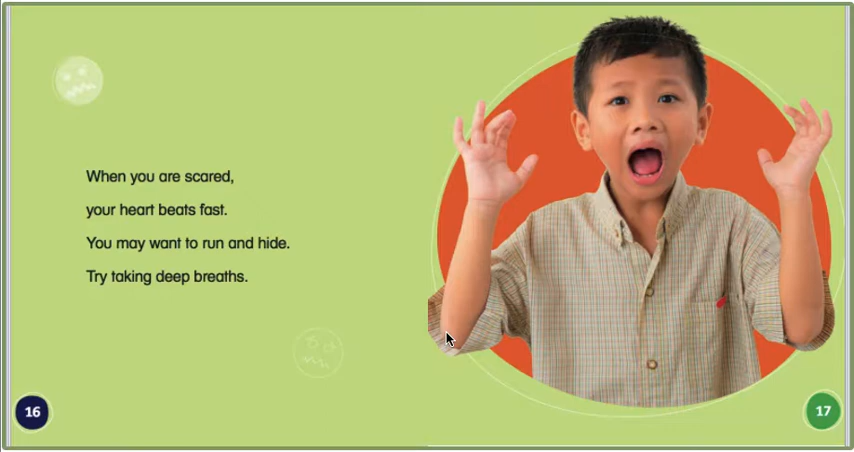 When you are scared,
your heart beats fast.
You may want to run and hide.
Try taking deep breaths.
16
17